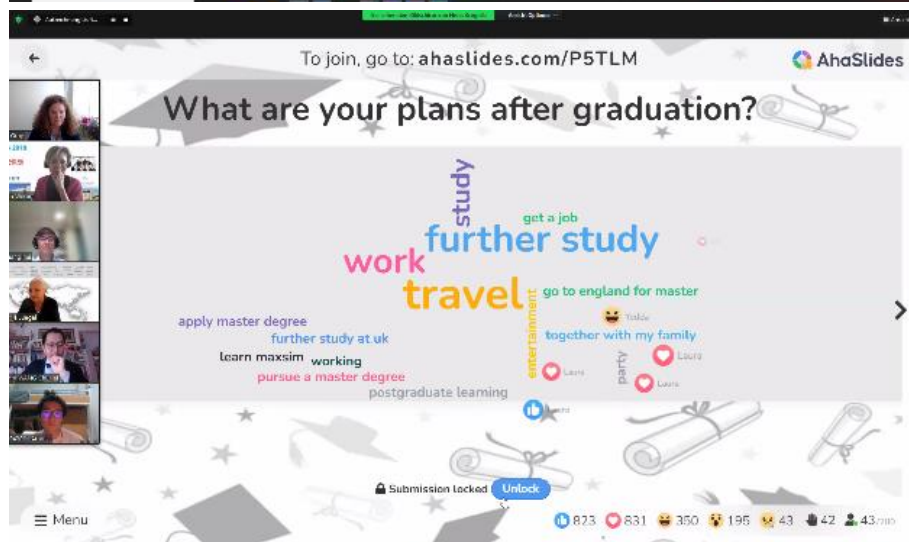 To join, go to: ahaslides.com/P5TLM
AhaSlides
What are your plans after graduation?
study
get a job
further study
work
travel
entertainment
go to england for master
apply master degree
Yedda
further study at uk
together with my family
learn maxsim
working
party
Laura
Laura
pursue a master degree
Laura
postgraduate learning
Submission locked
Unlock
Menu
823
831
350
195
43
42
43